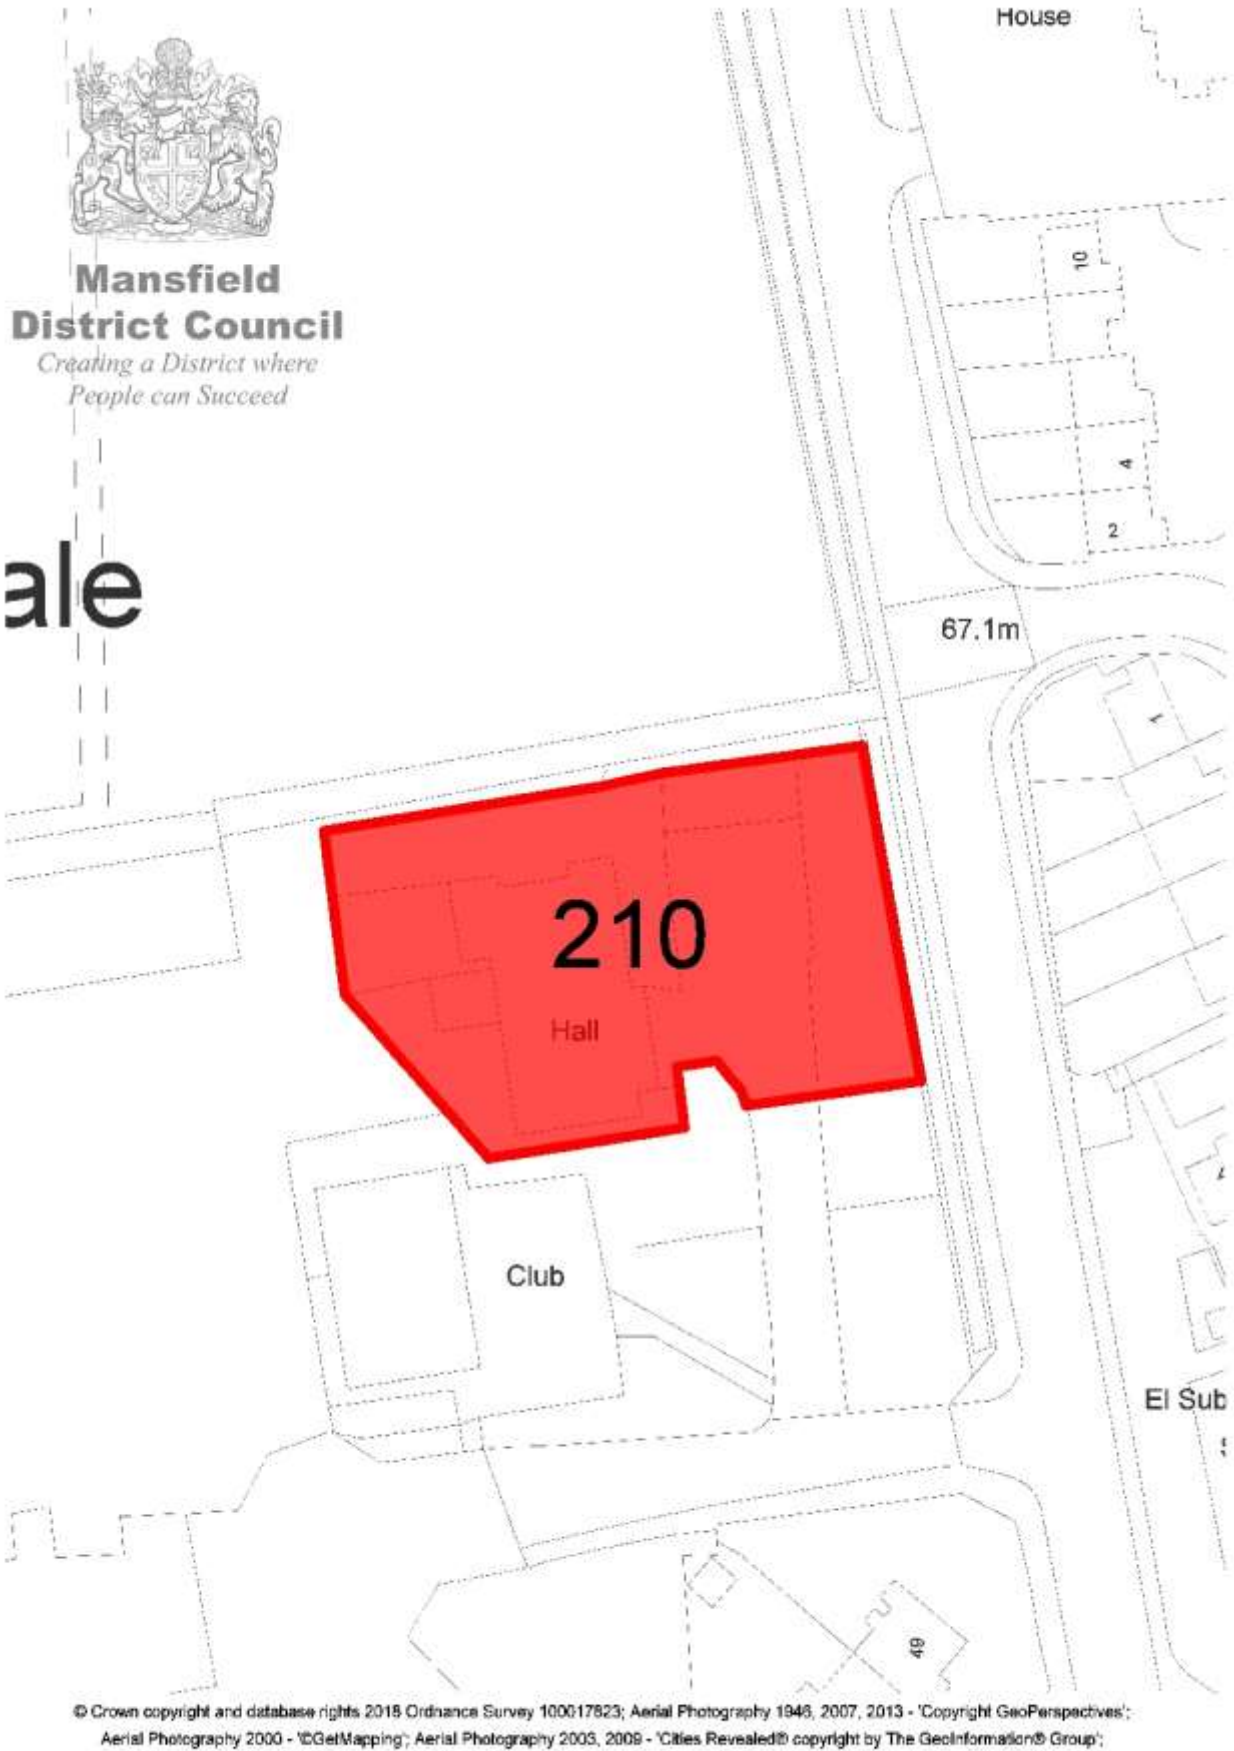 House
Mansfield
District Council
Creating a District where
People can Succeed
10
4
2
ale
67.1m
1
210
Hall
Club
El Sub
49
© Crown copyright and database rights 2018 Ordnance Survey 100017823; Aerial Photography 1946, 2007, 2013 - 'Copyright GeoPerspectives';
Aerial Photography 2000 - '©GetMapping'; Aerial Photography 2003, 2009 - 'Cities Revealed® copyright by The GeoInformation® Group';